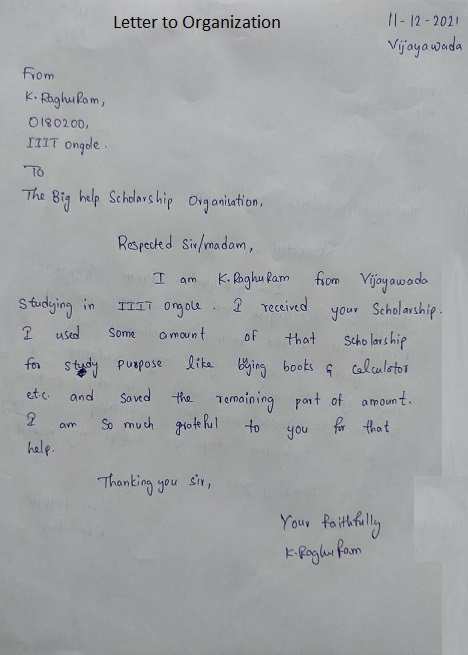 Letter to Organization
11-12-2021
Vijayawada
From
K. RaghuRam,
O180200,
IIIT ongole.
To
The Big help Scholarship Organisation,
Respected Sir/madam,
I am K.RaghuRam from Vijayawada
Studying in IIIT ongole. I received your Scholarship.
I used some amount of that scholarship
for study purpose like bying books & calculator
etc. and saved the remaining part of amount.
I am so much grateful to you for that
help.
Thanking you sir,
Your faithfully
K.RaghuRam